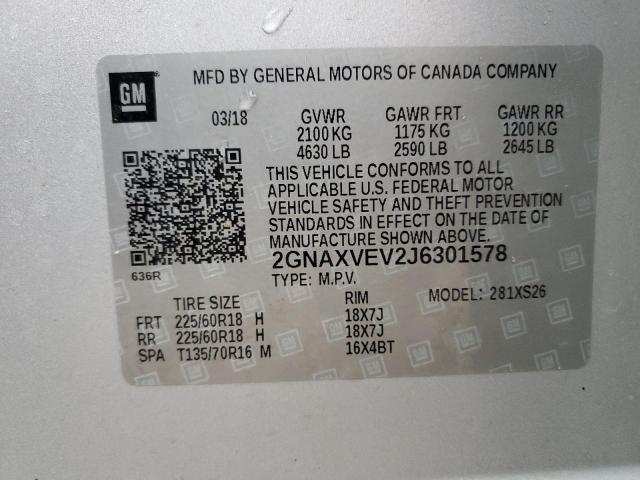 GM
MFD BY GENERAL MOTORS OF CANADA COMPANY
03/18 GVWR GAWR FRT. GAWR RR
2100 KG 1175 KG 1200 KG
4630 LB 2590 LB 2645 LB
THIS VEHICLE CONFORMS TO ALL
APPLICABLE U.S. FEDERAL MOTOR
VEHICLE SAFETY AND THEFT PREVENTION
STANDARDS IN EFFECT ON THE DATE OF
MANUFACTURE SHOWN ABOVE.
2GNAXVEV2J6301578
636R
TYPE: M.P.V.
TIRE SIZE RIM MODEL: 281XS26
FRT 225/60R18 H 18X7J
RR 225/60R18 H 18X7J
SPA T135/70R16 M 16X4BT